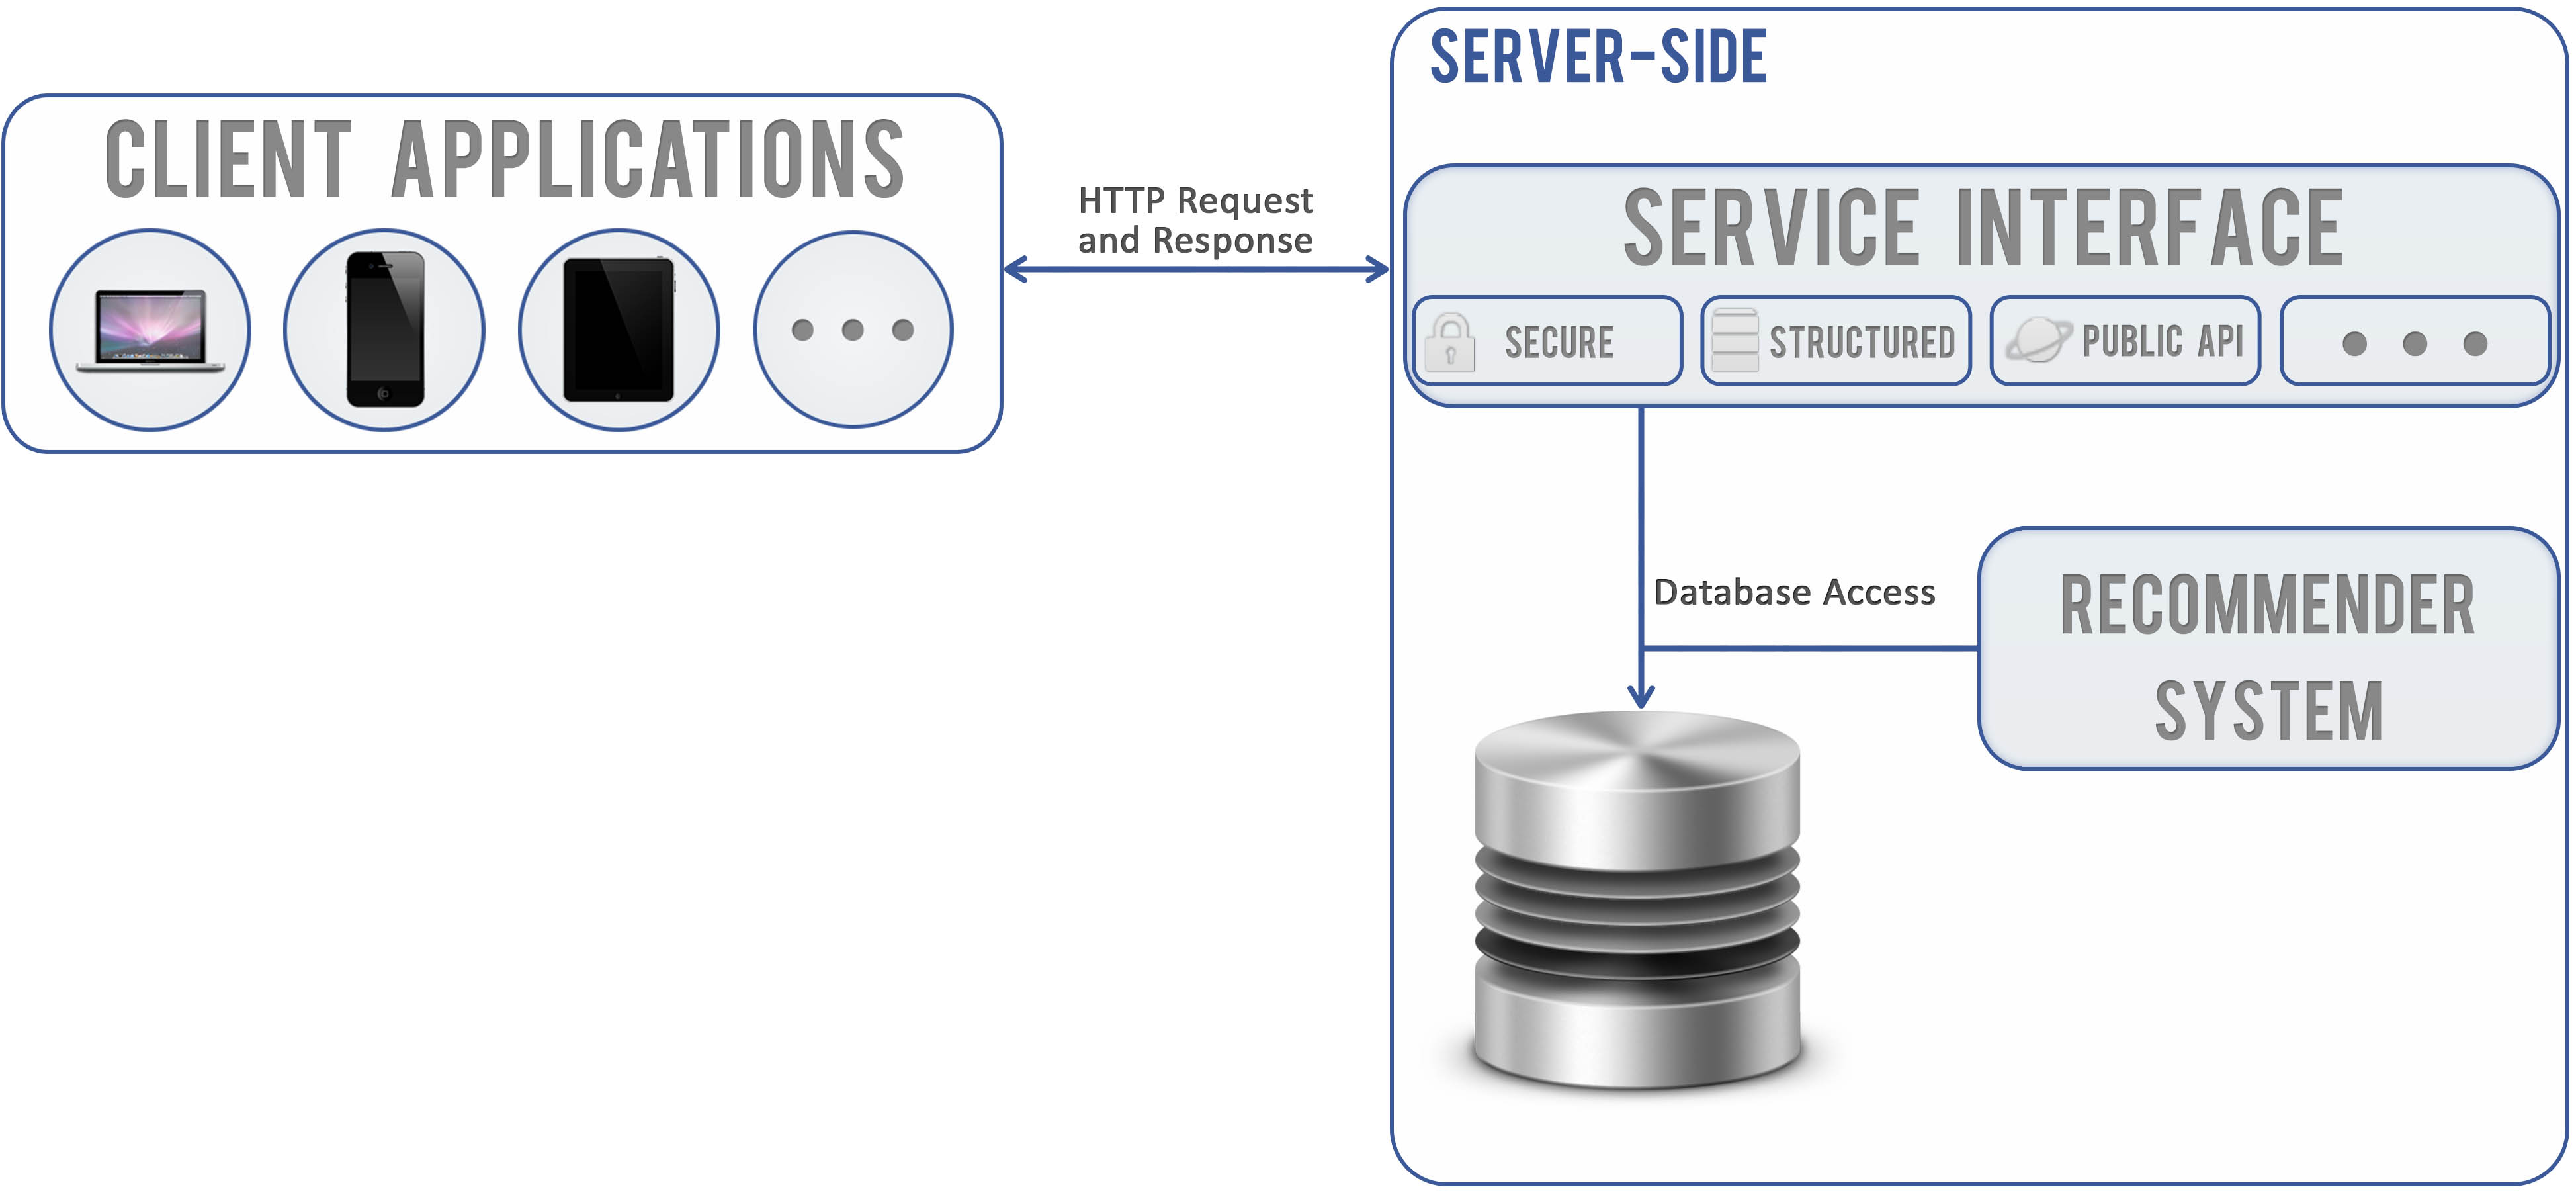 SERVER-SIDE
CLIENT APPLICATIONS
HTTP Request
and Response
SERVICE INTERFACE
SECURE
STRUCTURED
PUBLIC API
Database Access
RECOMMENDER
SYSTEM